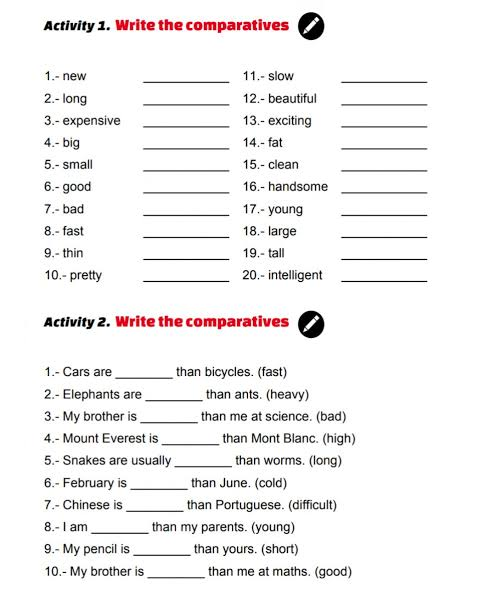 Activity 1. Write the comparatives
1.- new ____________ 11.- slow ____________
2.- long ____________ 12.- beautiful ____________
3.- expensive ____________ 13.- exciting ____________
4.- big ____________ 14.- fat ____________
5.- small ____________ 15.- clean ____________
6.- good ____________ 16.- handsome ____________
7.- bad ____________ 17.- young ____________
8.- fast ____________ 18.- large ____________
9.- thin ____________ 19.- tall ____________
10.- pretty ____________ 20.- intelligent ____________
Activity 2. Write the comparatives
1.- Cars are ________ than bicycles. (fast)
2.- Elephants are ________ than ants. (heavy)
3.- My brother is ________ than me at science. (bad)
4.- Mount Everest is ________ than Mont Blanc. (high)
5.- Snakes are usually ________ than worms. (long)
6.- February is ________ than June. (cold)
7.- Chinese is ________ than Portuguese. (difficult)
8.- I am ________ than my parents. (young)
9.- My pencil is ________ than yours. (short)
10.- My brother is ________ than me at maths. (good)